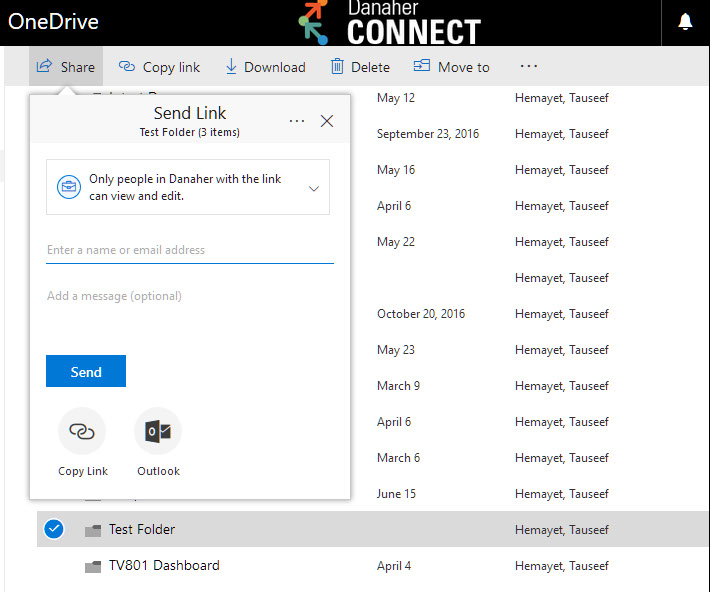 OneDrive
Danaher
CONNECT
Share
Copy link
Download
Delete
Move to
...
Send Link
...
Test Folder (3 items)
Only people in Danaher with the link
can view and edit.
Enter a name or email address
Add a message (optional)
Send
Copy Link
Outlook
May 12 Hemayet, Tauseef
September 23, 2016 Hemayet, Tauseef
May 16 Hemayet, Tauseef
April 6 Hemayet, Tauseef
May 22 Hemayet, Tauseef
Hemayet, Tauseef
October 20, 2016 Hemayet, Tauseef
May 23 Hemayet, Tauseef
March 9 Hemayet, Tauseef
April 6 Hemayet, Tauseef
March 6 Hemayet, Tauseef
June 15 Hemayet, Tauseef
Test Folder Hemayet, Tauseef
TV801 Dashboard April 4 Hemayet, Tauseef